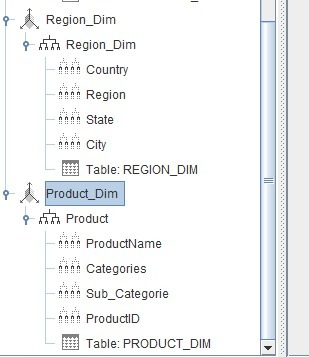 Region_Dim
Region_Dim
Country
Region
State
City
Table: REGION_DIM
Product_Dim
Product
ProductName
Categories
Sub_Categorie
ProductID
Table: PRODUCT_DIM